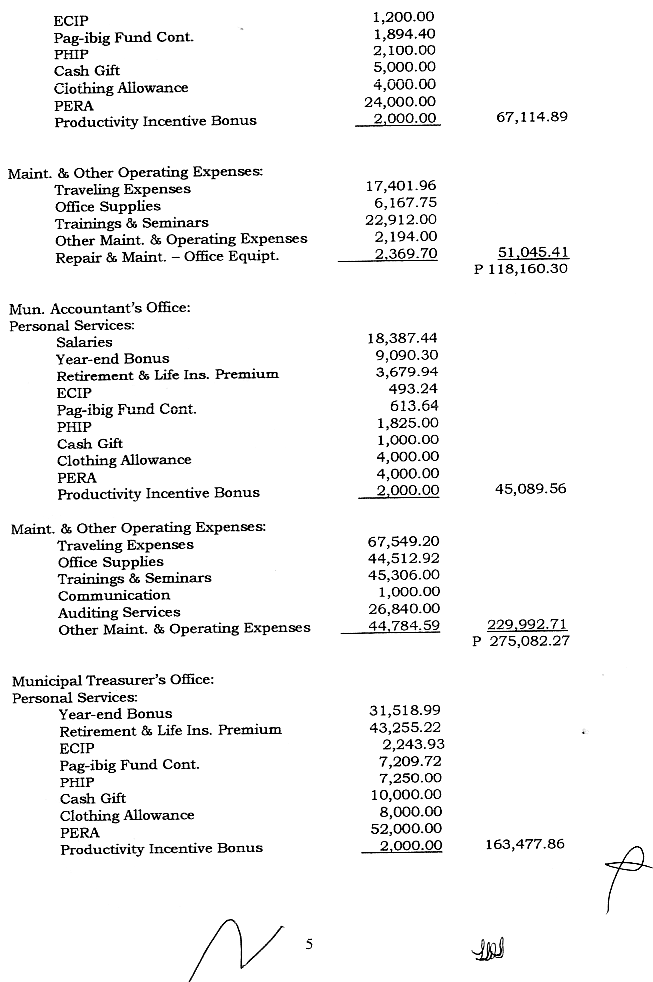 ECIP 1,200.00
Pag-ibig Fund Cont. 1,894.40
PHIP 2,100.00
Cash Gift 5,000.00
Clothing Allowance 4,000.00
PERA 24,000.00
Productivity Incentive Bonus 2,000.00 67,114.89
Maint. & Other Operating Expenses:
Traveling Expenses 17,401.96
Office Supplies 6,167.75
Trainings & Seminars 22,912.00
Other Maint. & Operating Expenses 2,194.00
Repair & Maint. – Office Equipt. 2,369.70 51,045.41
P 118,160.30
Mun. Accountant's Office:
Personal Services:
Salaries 18,387.44
Year-end Bonus 9,090.30
Retirement & Life Ins. Premium 3,679.94
ECIP 493.24
Pag-ibig Fund Cont. 613.64
PHIP 1,825.00
Cash Gift 1,000.00
Clothing Allowance 4,000.00
PERA 4,000.00
Productivity Incentive Bonus 2,000.00 45,089.56
Maint. & Other Operating Expenses:
Traveling Expenses 67,549.20
Office Supplies 44,512.92
Trainings & Seminars 45,306.00
Communication 1,000.00
Auditing Services 26,840.00
Other Maint. & Operating Expenses 44,784.59 229,992.71
P 275,082.27
Municipal Treasurer's Office:
Personal Services:
Year-end Bonus 31,518.99
Retirement & Life Ins. Premium 43,255.22
ECIP 2,243.93
Pag-ibig Fund Cont. 7,209.72
PHIP 7,250.00
Cash Gift 10,000.00
Clothing Allowance 8,000.00
PERA 52,000.00
Productivity Incentive Bonus 2,000.00 163,477.86
5